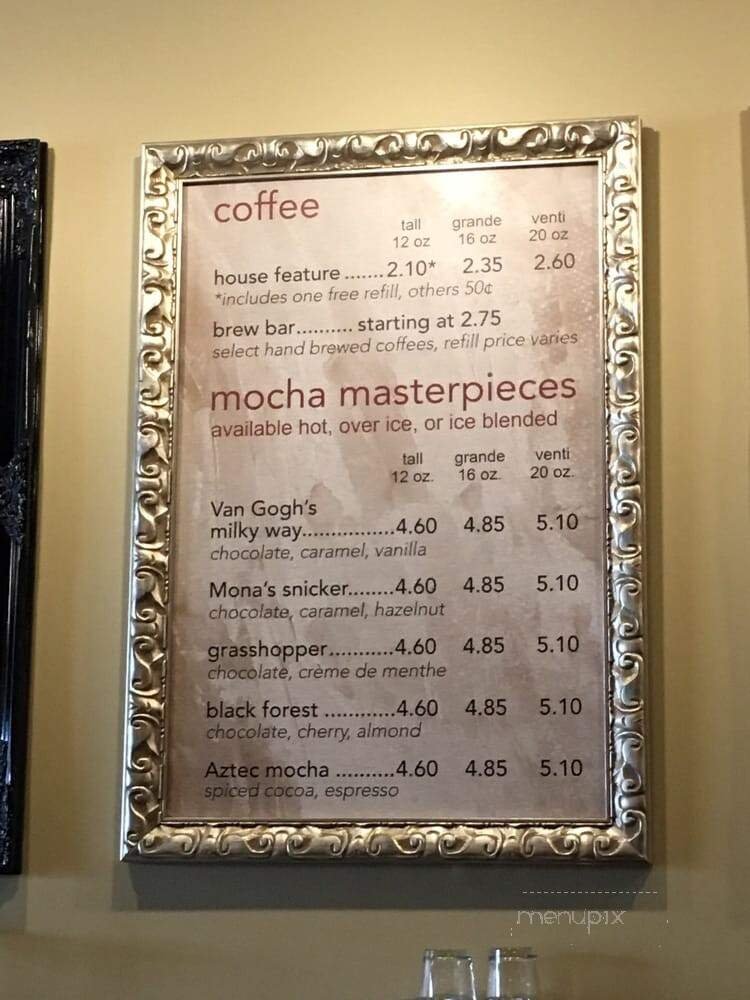 coffee
tall grande venti
12 oz 16 oz 20 oz
house feature.......2.10* 2.35 2.60
*includes one free refill, others 50¢
brew bar.......... starting at 2.75
select hand brewed coffees, refill price varies
mocha masterpieces
available hot, over ice, or ice blended
tall grande venti
12 oz. 16 oz. 20 oz.
Van Gogh's
milky way................4.60 4.85 5.10
chocolate, caramel, vanilla
Mona's snicker........4.60 4.85 5.10
chocolate, caramel, hazelnut
grasshopper...........4.60 4.85 5.10
chocolate, crème de menthe
black forest ............4.60 4.85 5.10
chocolate, cherry, almond
Aztec mocha ..........4.60 4.85 5.10
spiced cocoa, espresso
menupix